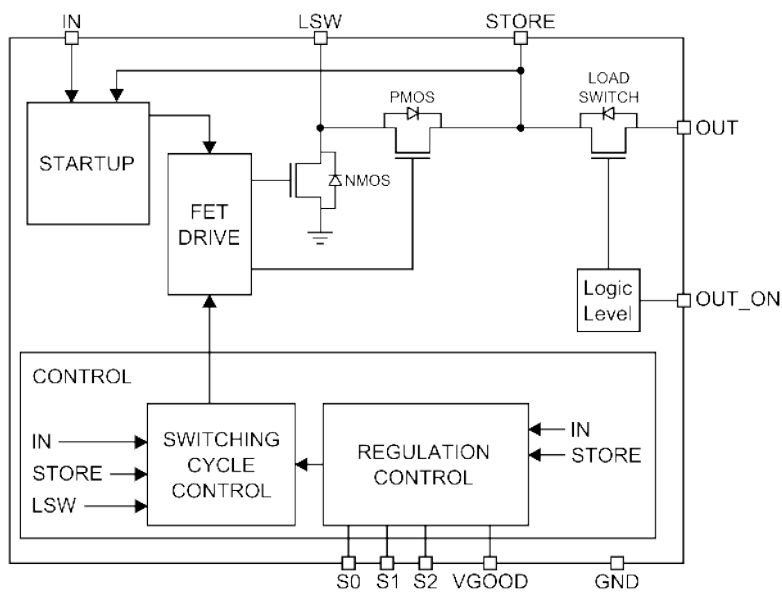 IN
LSW
STORE
PMOS
LOAD
SWITCH
OUT
STARTUP
NMOS
FET
DRIVE
Logic
Level
OUT_ON
CONTROL
IN
STORE
LSW
SWITCHING
CYCLE
CONTROL
REGULATION
CONTROL
IN
STORE
S0
S1
S2
VGOOD
GND